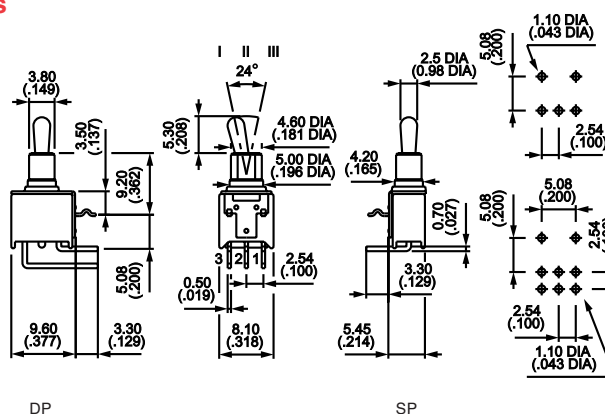 s
I II III
24°
3.80
(.149)
3.50
(.137)
9.20
(.362)
5.08
(.200)
9.60
(.377)
3.30
(.129)
DP
5.30
(.208)
4.60 DIA
(.181 DIA)
5.00 DIA
(.196 DIA)
3 2 1
2.54
(.100)
0.50
(.019)
8.10
(.318)
2.5 DIA
(0.98 DIA)
4.20
(.165)
0.70
(.027)
3.30
(.129)
5.45
(.214)
SP
1.10 DIA
(.043 DIA)
5.08
(.200)
2.54
(.100)
5.08
(.200)
5.08
(.200)
2.54
2.54
(.100)
1.10 DIA
(.043 DIA)